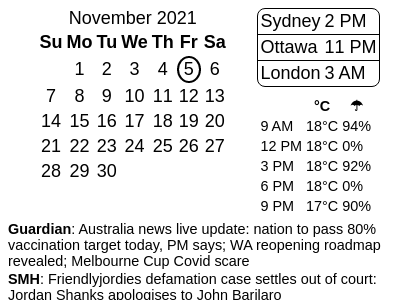 November 2021
Su Mo Tu We Th Fr Sa
1 2 3 4 5 6
7 8 9 10 11 12 13
14 15 16 17 18 19 20
21 22 23 24 25 26 27
28 29 30
Sydney 2 PM
Ottawa 11 PM
London 3 AM
°C ☂
9 AM 18°C 94%
12 PM 18°C 0%
3 PM 18°C 92%
6 PM 18°C 0%
9 PM 17°C 90%
Guardian: Australia news live update: nation to pass 80%
vaccination target today, PM says; WA reopening roadmap
revealed; Melbourne Cup Covid scare
SMH: Friendlyjordies defamation case settles out of court:
Jordan Shanks apologises to John Barilaro